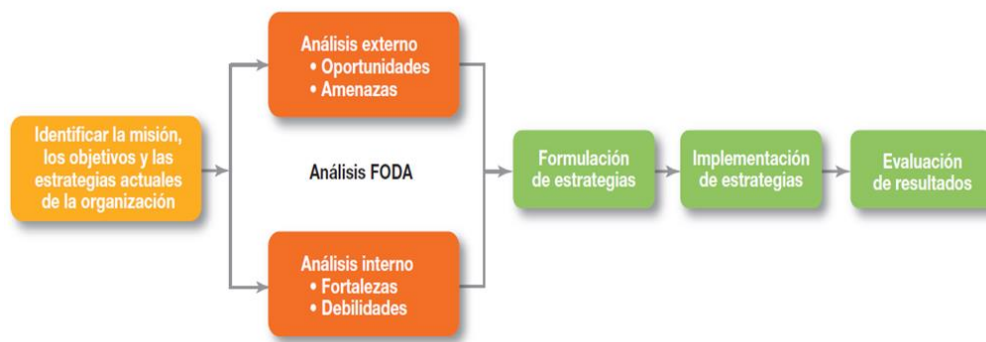 Identificar la misión,
los objetivos y las
estrategias actuales
de la organización
Análisis externo
• Oportunidades
• Amenazas
Análisis FODA
Análisis interno
• Fortalezas
• Debilidades
Formulación
de estrategias
Implementación
de estrategias
Evaluación
de resultados